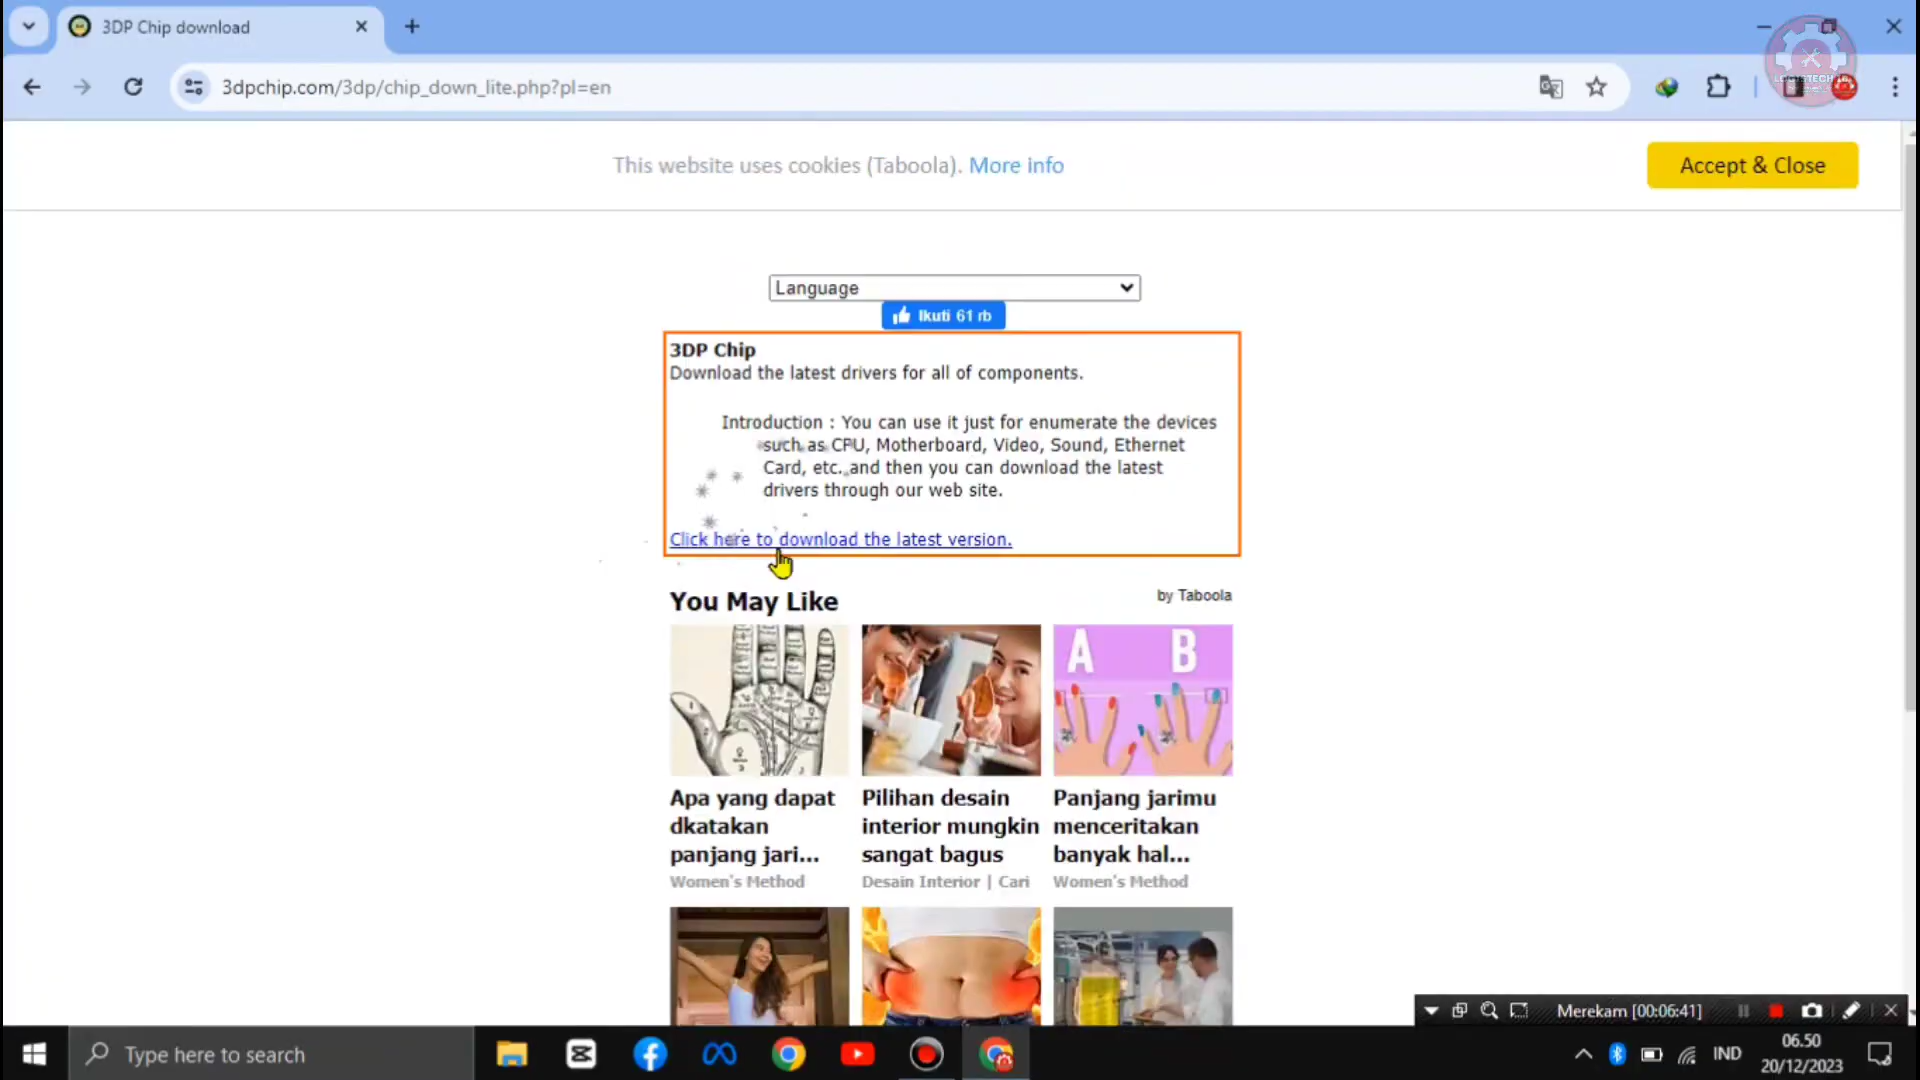 3DP Chip download
3dpchip.com/3dp/chip_down_lite.php?pl=en
This website uses cookies (Taboola). More info
Accept & Close
Language
Ikuti 61 rb
3DP Chip
Download the latest drivers for all of components.
Introduction : You can use it just for enumerate the devices
such as CPU, Motherboard, Video, Sound, Ethernet
Card, etc. and then you can download the latest
drivers through our web site.
Click here to download the latest version.
You May Like
by Taboola
A B
Apa yang dapat
dkatakan
panjang jari...
Women's Method
Pilihan desain
interior mungkin
sangat bagus
Desain Interior | Cari
Panjang jarimu
menceritakan
banyak hal...
Women's Method
Merekam [00:06:41]
Type here to search
IND
06.50
20/12/2023